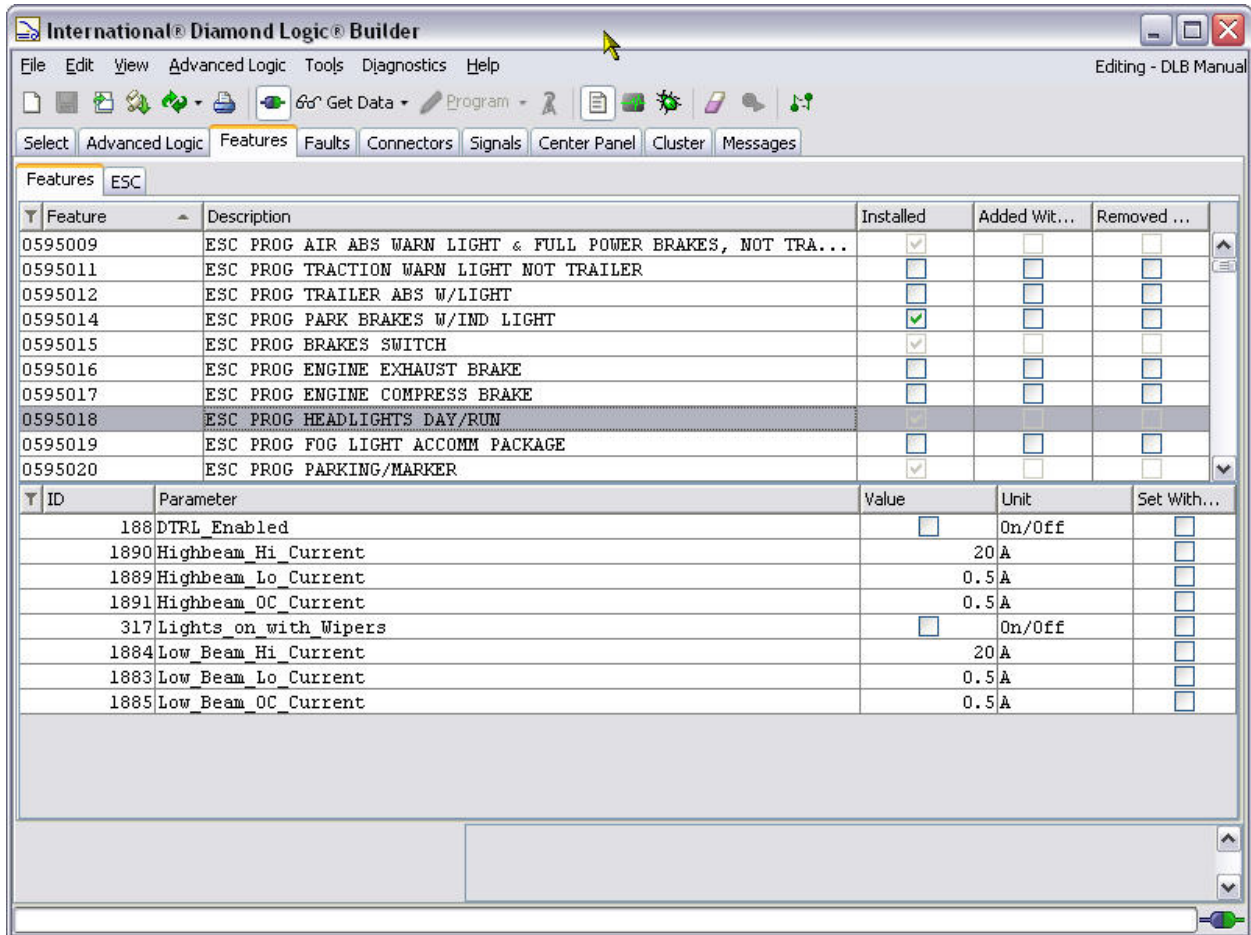 International® Diamond Logic® Builder
File Edit View Advanced Logic Tools Diagnostics Help Editing - DLB Manual
Get Data Program
Select Advanced Logic Features Faults Connectors Signals Center Panel Cluster Messages
Features ESC
Feature Description Installed Added Wit... Removed ...
0595009 ESC PROG AIR ABS WARN LIGHT & FULL POWER BRAKES, NOT TRA...
0595011 ESC PROG TRACTION WARN LIGHT NOT TRAILER
0595012 ESC PROG TRAILER ABS W/LIGHT
0595014 ESC PROG PARK BRAKES W/IND LIGHT
0595015 ESC PROG BRAKES SWITCH
0595016 ESC PROG ENGINE EXHAUST BRAKE
0595017 ESC PROG ENGINE COMPRESS BRAKE
0595018 ESC PROG HEADLIGHTS DAY/RUN
0595019 ESC PROG FOG LIGHT ACCOMM PACKAGE
0595020 ESC PROG PARKING/MARKER
ID Parameter Value Unit Set With...
188 DTRL_Enabled On/Off
1890 Highbeam_Hi_Current 20 A
1889 Highbeam_Lo_Current 0.5 A
1891 Highbeam_OC_Current 0.5 A
317 Lights_on_with_Wipers On/Off
1884 Low_Beam_Hi_Current 20 A
1883 Low_Beam_Lo_Current 0.5 A
1885 Low_Beam_OC_Current 0.5 A